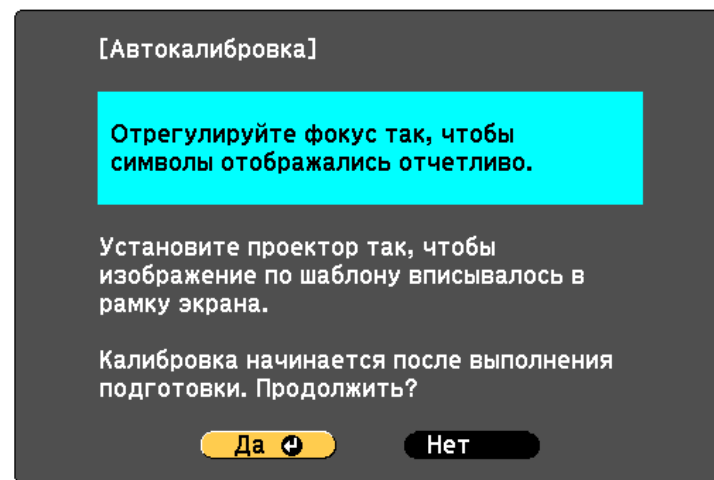 [Автокалибровка]
Отрегулируйте фокус так, чтобы
символы отображались отчетливо.
Установите проектор так, чтобы
изображение по шаблону вписывалось в
рамку экрана.
Калибровка начинается после выполнения
подготовки. Продолжить?
Да Нет